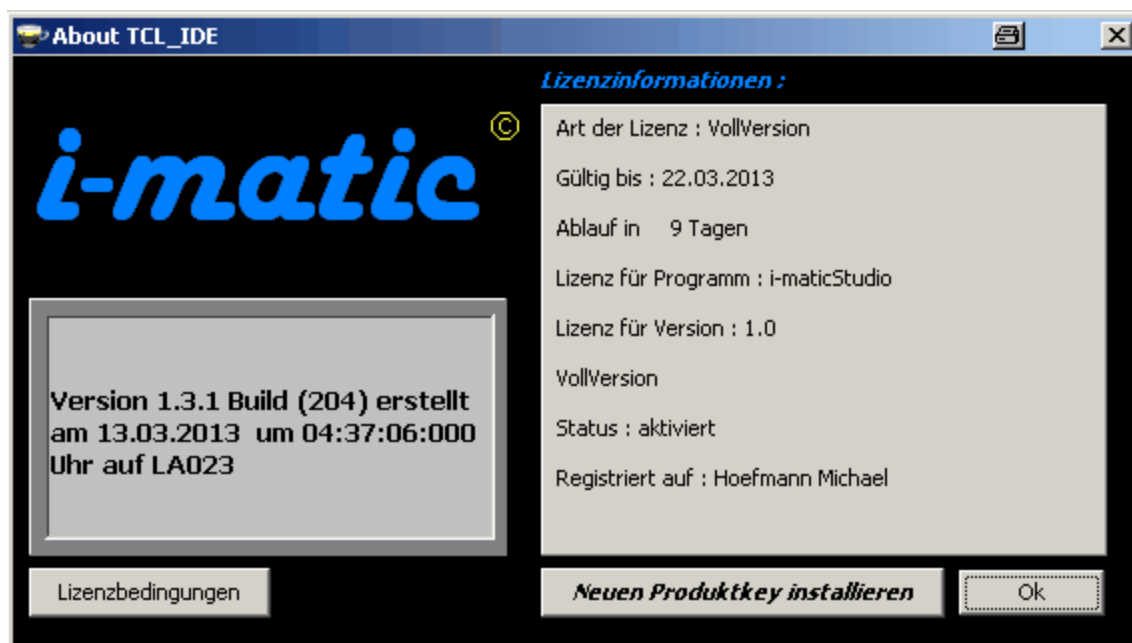 About TCL_IDE
i-matic ©
Lizenzinformationen :
Art der Lizenz : VollVersion
Gültig bis : 22.03.2013
Ablauf in 9 Tagen
Lizenz für Programm : i-maticStudio
Lizenz für Version : 1.0
VollVersion
Status : aktiviert
Registriert auf : Hoefmann Michael
Version 1.3.1 Build (204) erstellt
am 13.03.2013 um 04:37:06:000
Uhr auf LA023
Lizenzbedingungen
Neuen Produktkey installieren
Ok